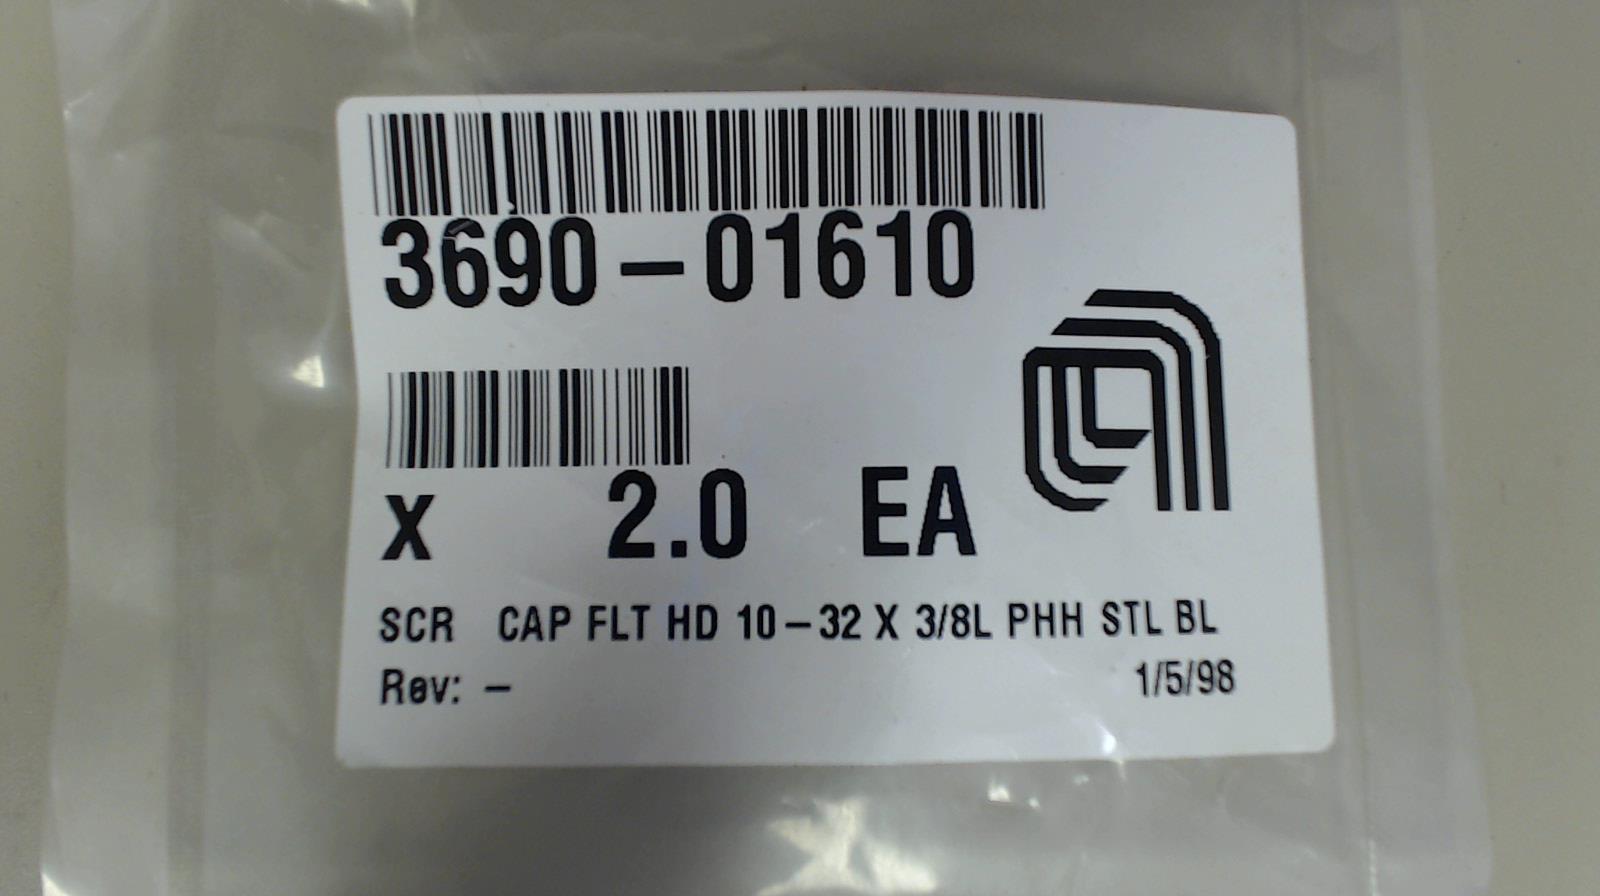 3690-01610
X 2.0 EA
SCR CAP FLT HD 10-32 X 3/8L PHH STL BL
Rev: - 1/5/98